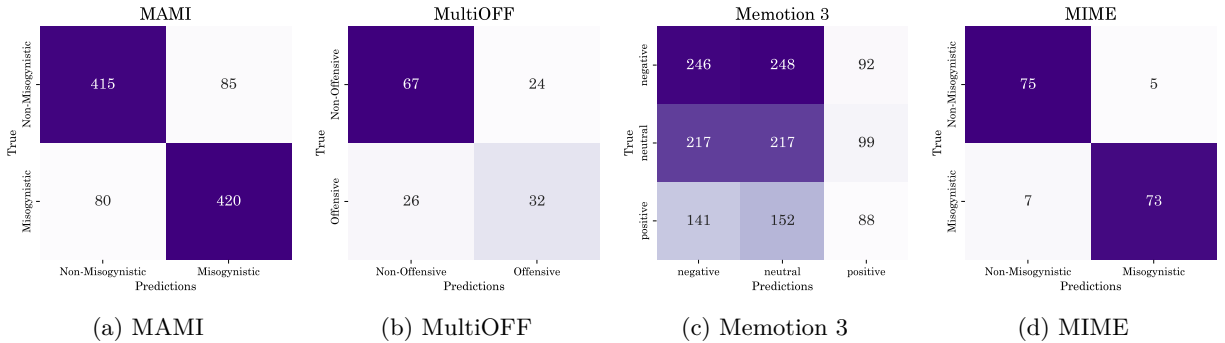 MAMI
Non-Misogynistic
Misogynistic
True
415
85
80
420
Non-Misogynistic
Misogynistic
Predictions
(a) MAMI
MultiOFF
Non-Offensive
Offensive
True
67
24
26
32
Non-Offensive
Offensive
Predictions
(b) MultiOFF
Memotion 3
negative
neutral
positive
True
246
248
92
217
217
99
141
152
88
negative
neutral
positive
Predictions
(c) Memotion 3
MIME
Non-Misogynistic
Misogynistic
True
75
5
7
73
Non-Misogynistic
Misogynistic
Predictions
(d) MIME